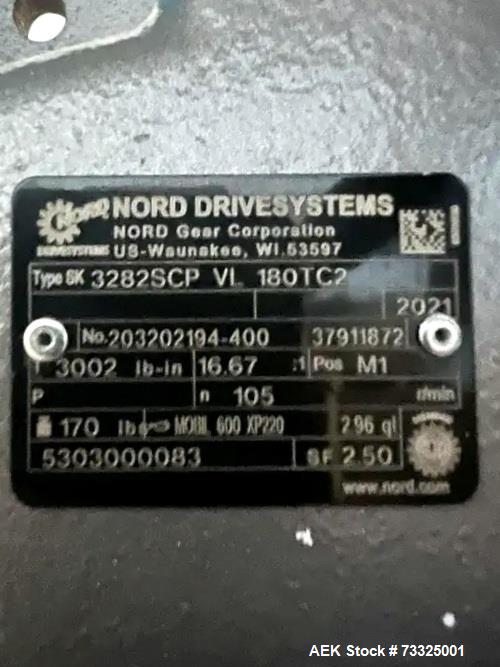 NORD DRIVESYSTEMS
NORD Gear Corporation
DRIVESYSTEMS US-Waunakee, WI.53597
Type SK 3282SCP VL 180TC2
2021
No.203202194-400 37911872
T 3002 lb-in 16.67 :1 Pos M1
P n 105 r/min
170 lbs MOBIL 600 XP220 2.96 qt
5303000083 SF 2.50
www.nord.com
AEK Stock # 73325001